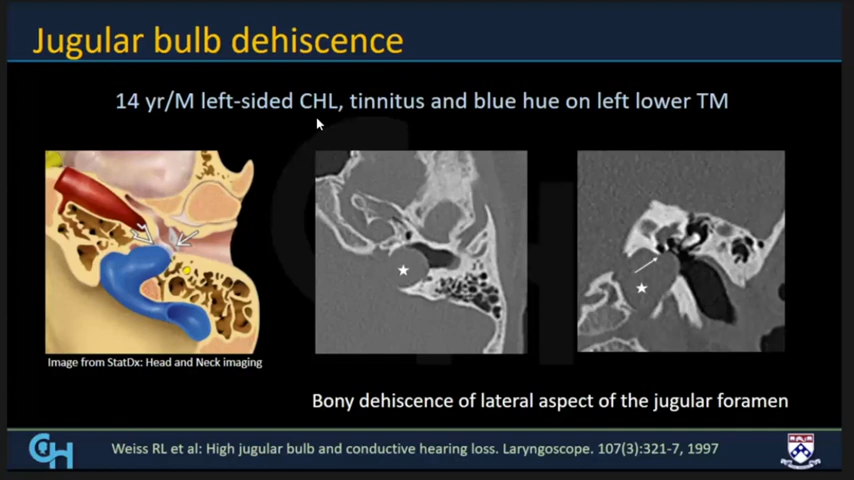 Jugular bulb dehiscence
14 yr/M left-sided CHL, tinnitus and blue hue on left lower TM
Image from StatDx: Head and Neck imaging
Bony dehiscence of lateral aspect of the jugular foramen
CH
Weiss RL et al: High jugular bulb and conductive hearing loss. Laryngoscope. 107(3):321-7, 1997